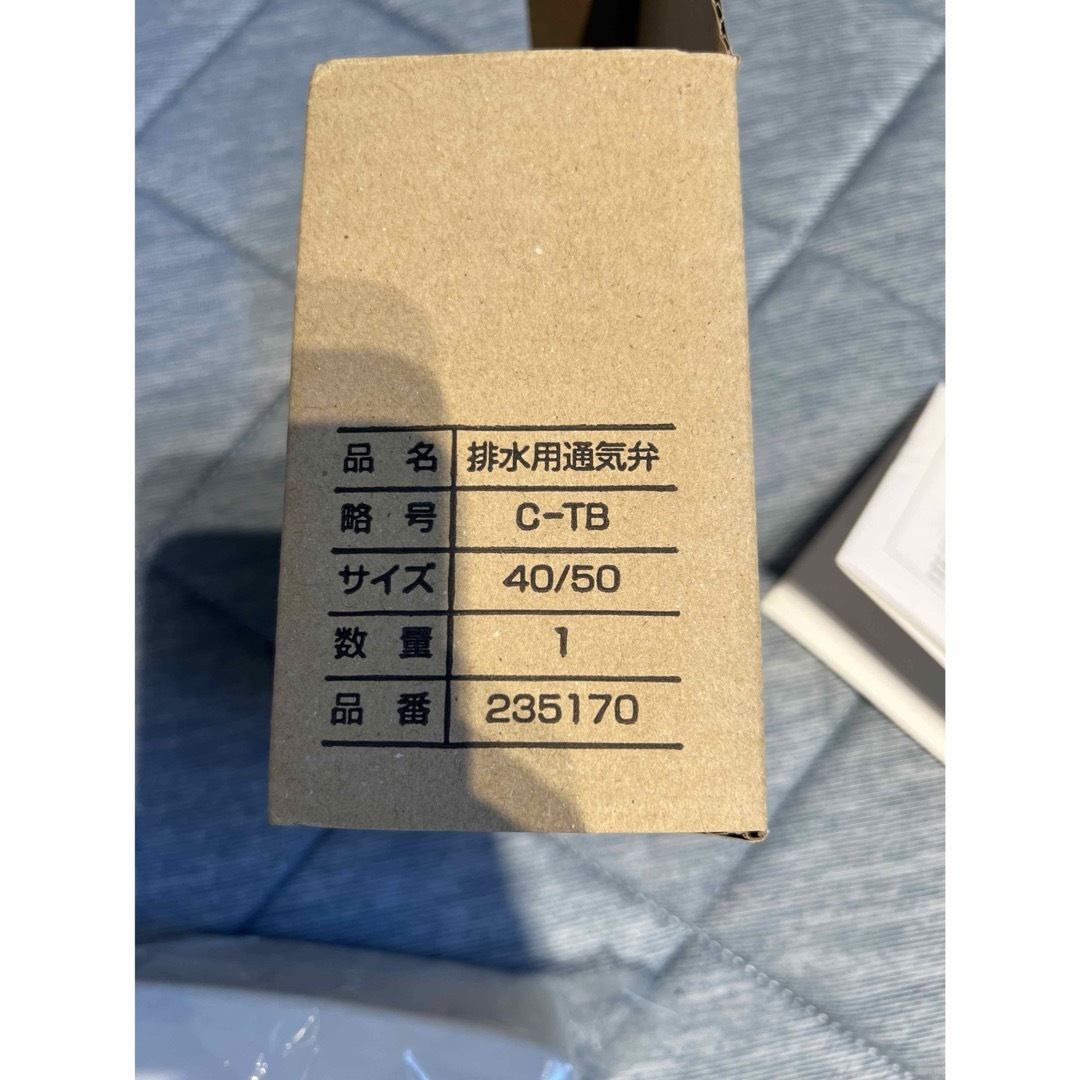 品名 排水用通気弁
略号 C-TB
サイズ 40/50
数量 1
品番 235170